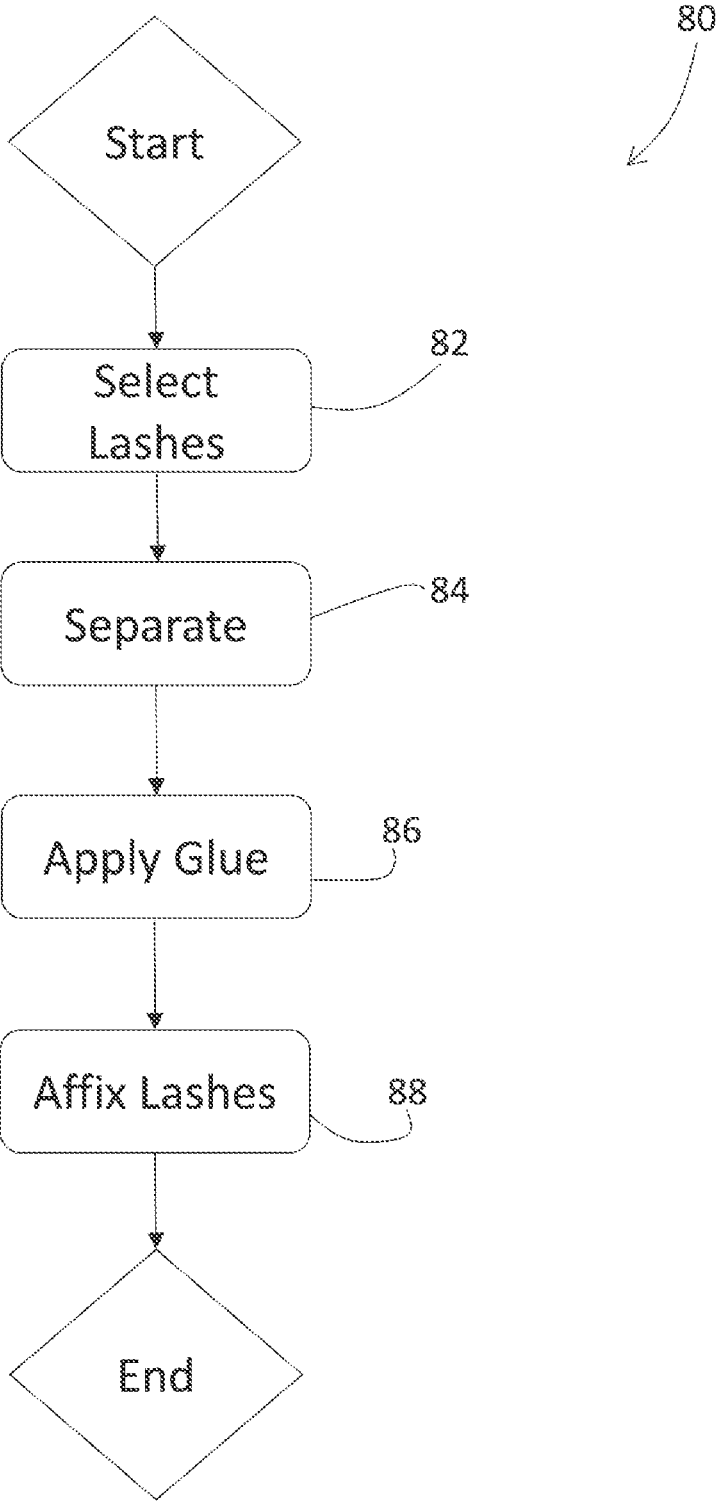 80
Start
82
Select
Lashes
84
Separate
86
Apply Glue
88
Affix Lashes
End